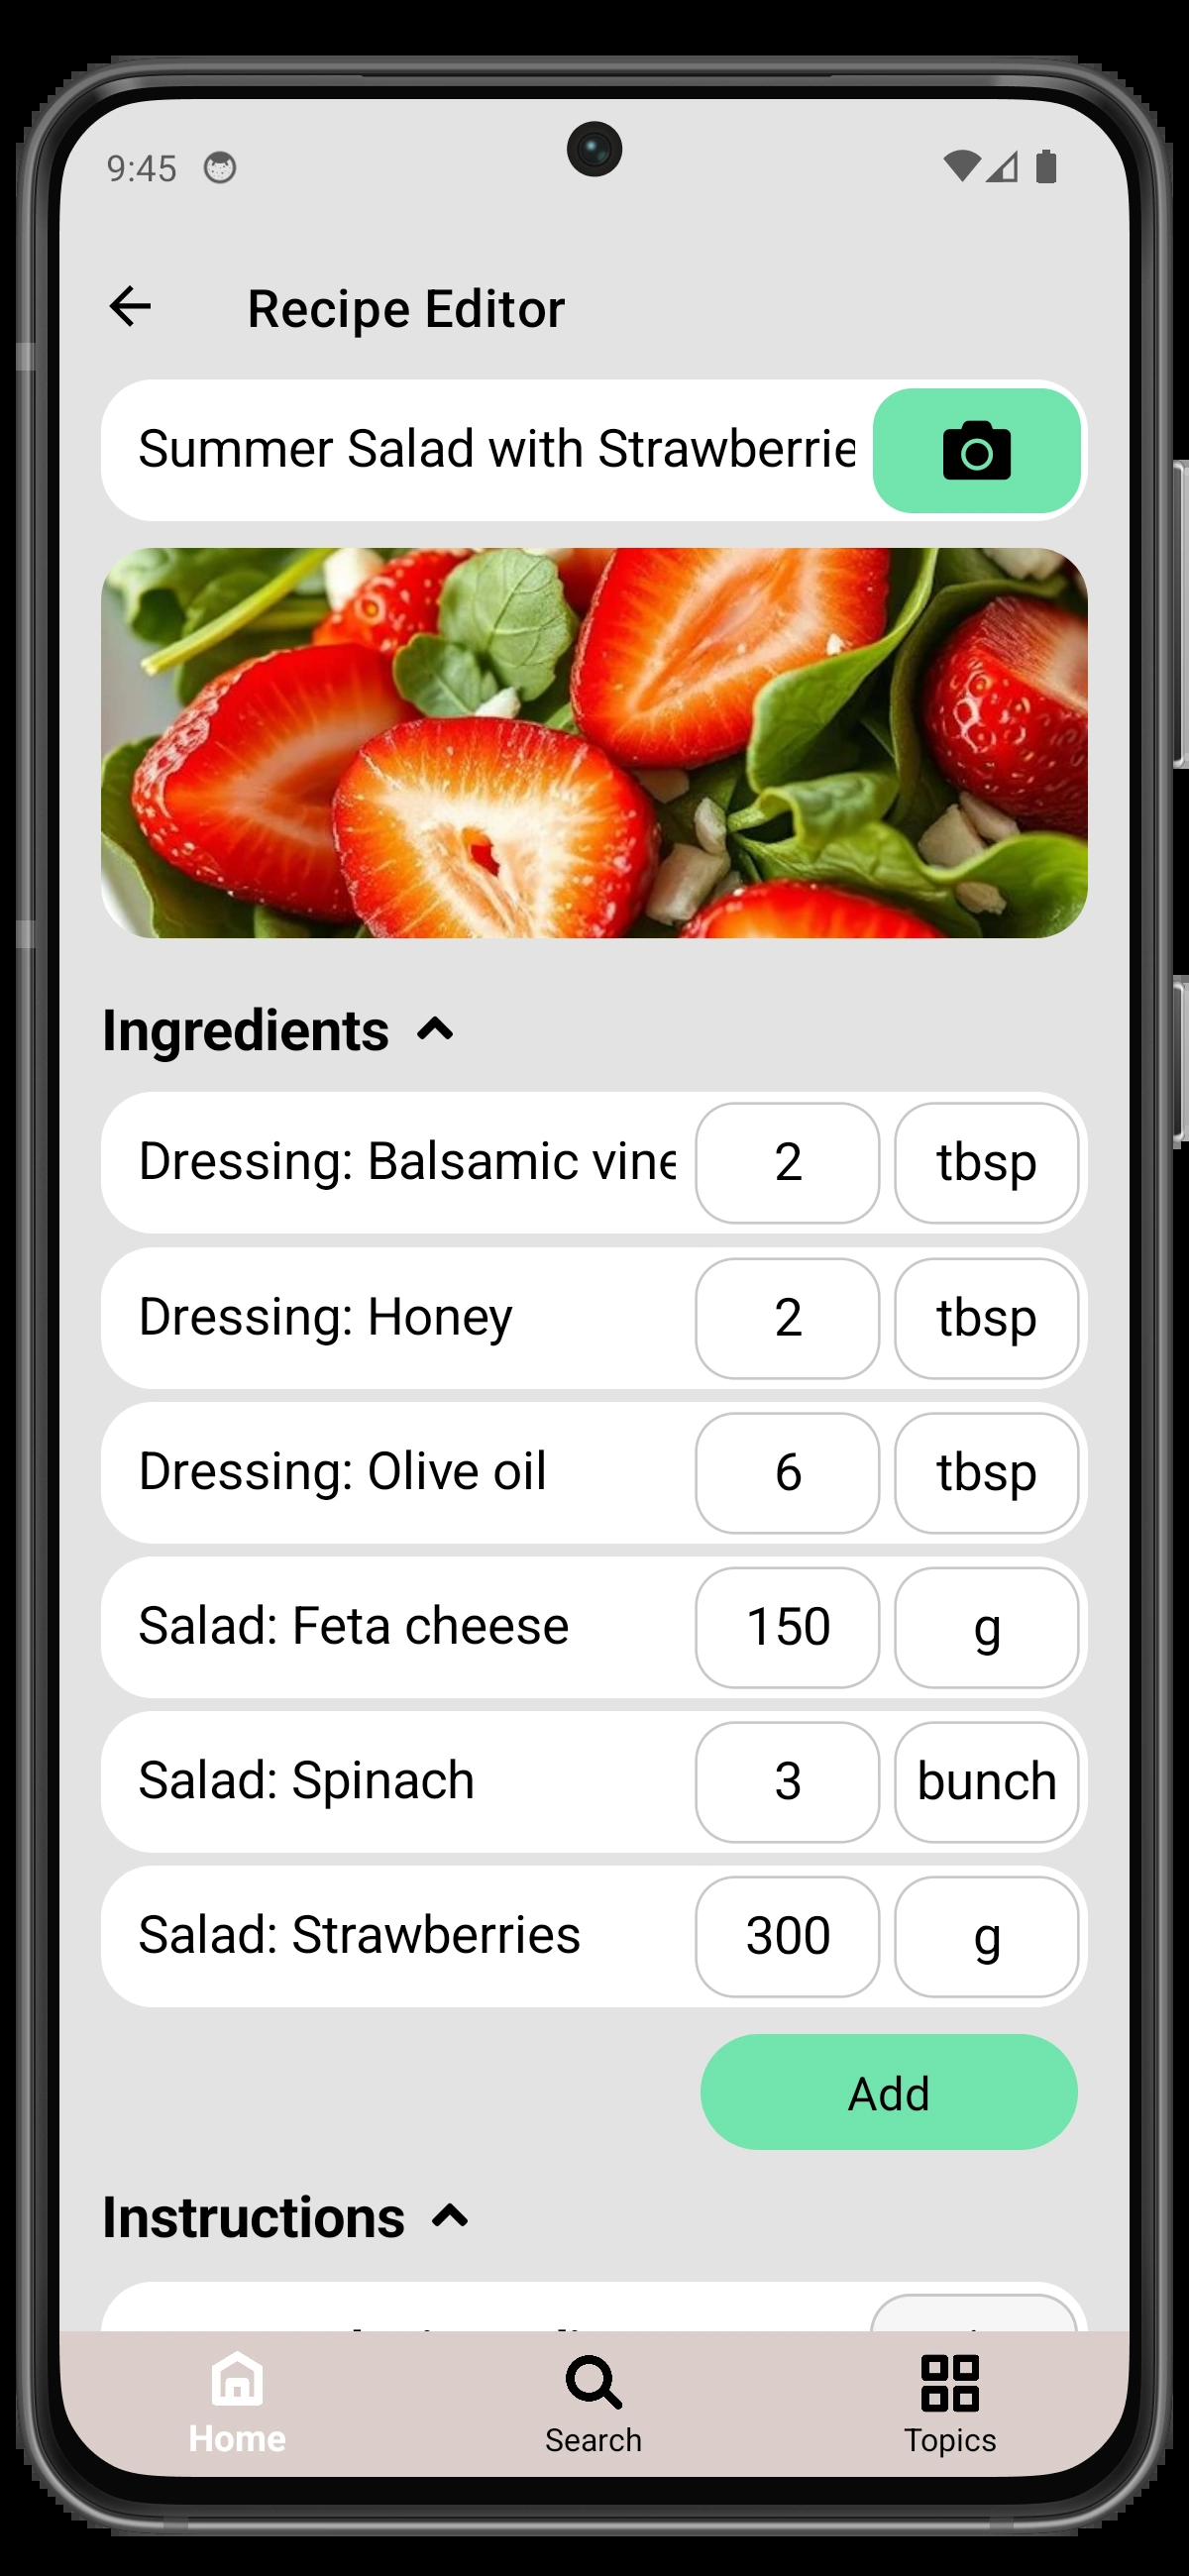 9:45
Recipe Editor
Summer Salad with Strawberrie
Ingredients
Dressing: Balsamic vine 2 tbsp
Dressing: Honey 2 tbsp
Dressing: Olive oil 6 tbsp
Salad: Feta cheese 150 g
Salad: Spinach 3 bunch
Salad: Strawberries 300 g
Add
Instructions
Home Search Topics